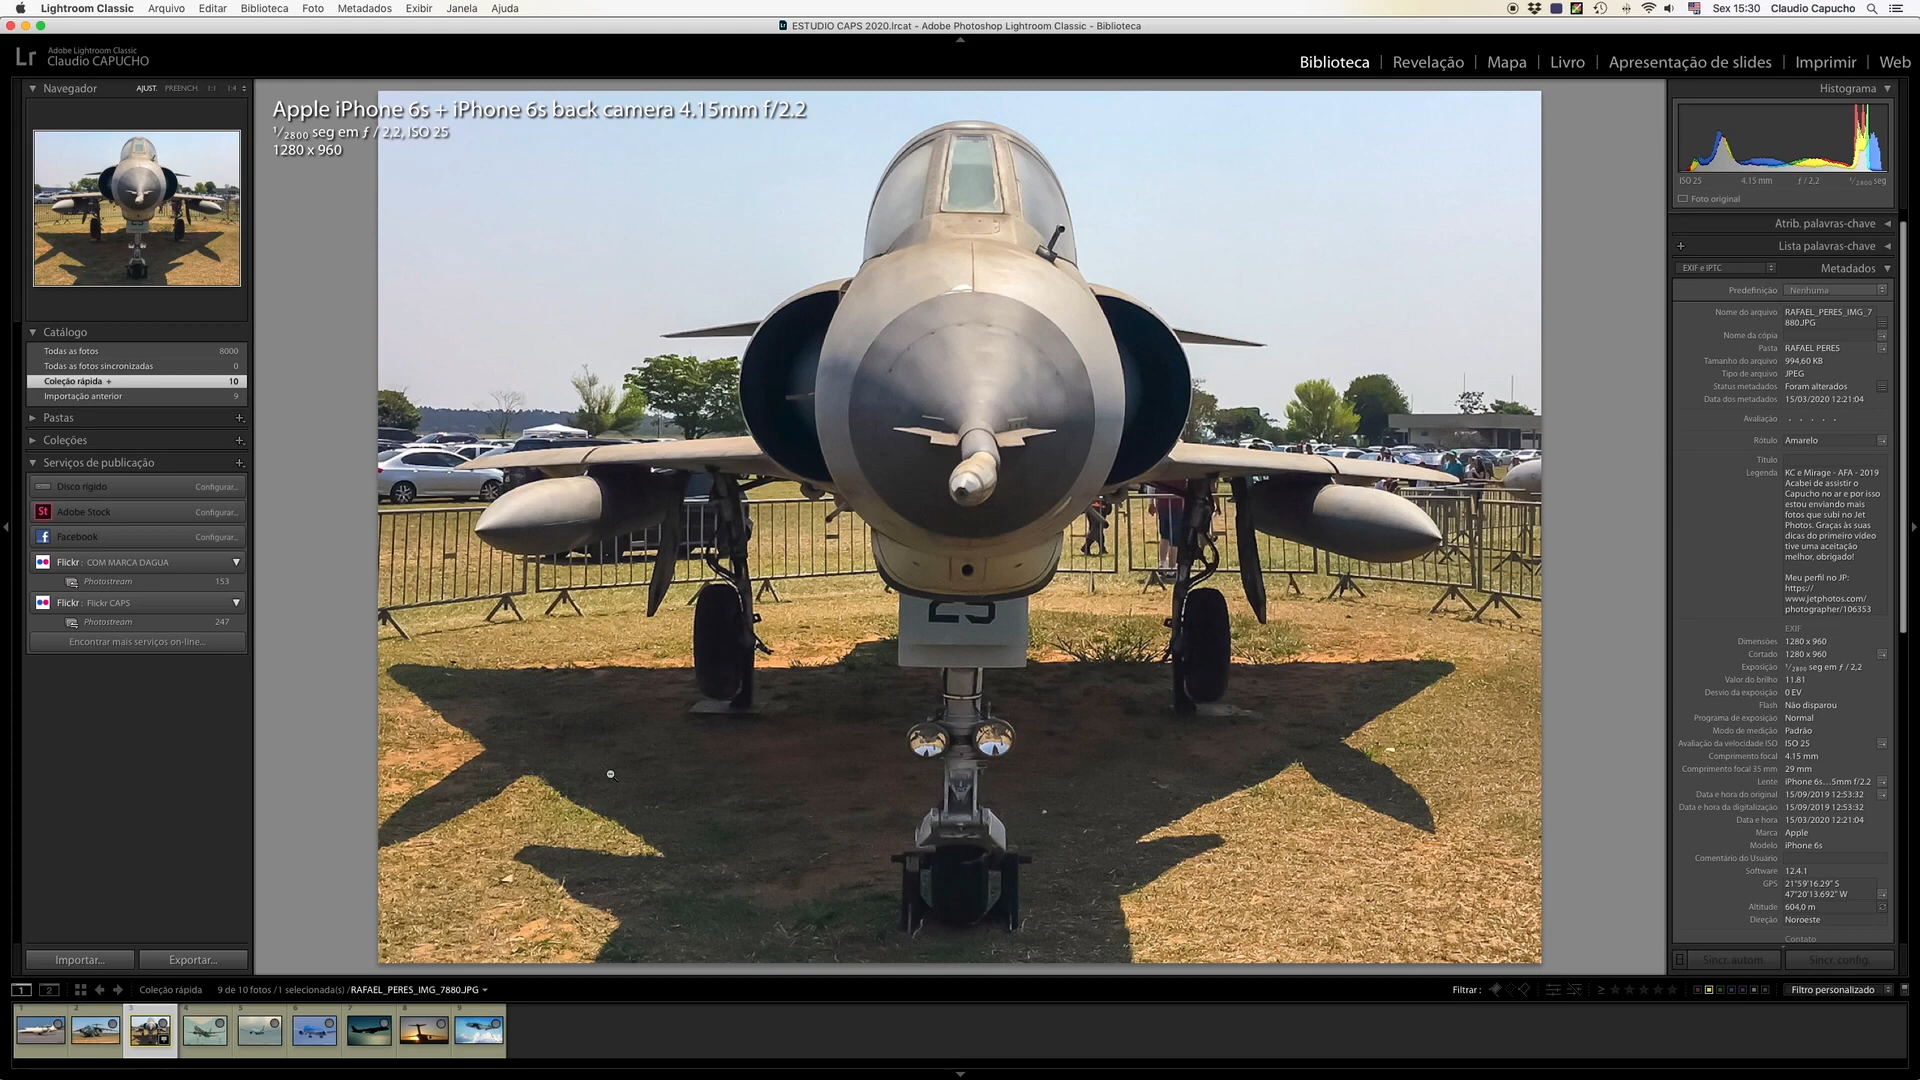 Lightroom Classic Arquivo Editar Biblioteca Foto Metadados Exibir Janela Ajuda Sex 15:30 Claudio Capucho
ESTUDIO CAPS 2020.lrcat - Adobe Photoshop Lightroom Classic - Biblioteca
Lr Adobe Lightroom Classic
Claudio CAPUCHO
Biblioteca | Revelação | Mapa | Livro | Apresentação de slides | Imprimir | Web
Navegador AJUST. PREENCH. 1:1 1:4
Catálogo
Todas as fotos 8000
Todas as fotos sincronizadas 0
Coleção rápida + 10
Importação anterior 9
Pastas
Coleções
Serviços de publicação
Disco rígido Configurar...
St Adobe Stock Configurar...
Facebook Configurar...
Flickr: COM MARCA DAGUA
Photostream 153
Flickr: Flickr CAPS
Photostream 247
Encontrar mais serviços on-line...
Importar... Exportar...
Apple iPhone 6s + iPhone 6s back camera 4.15mm f/2.2
1/2800 seg em ƒ / 2,2, ISO 25
1280 x 960
Histograma
ISO 25 4.15 mm ƒ / 2,2 1/2800 seg
Foto original
Atrib. palavras-chave
Lista palavras-chave
EXIF e IPTC Metadados
Predefinição Nenhuma
Nome do arquivo RAFAEL_PERES_IMG_7
880.JPG
Nome da cópia
Pasta RAFAEL PERES
Tamanho do arquivo 994,60 KB
Tipo de arquivo JPEG
Status metadados Foram alterados
Data dos metadados 15/03/2020 12:21:04
Avaliação . . . . .
Rótulo Amarelo
Título
Legenda KC e Mirage - AFA - 2019
Acabei de assistir o
Capucho no ar e por isso
estou enviando mais
fotos que subi no Jet
Photos. Graças às suas
dicas do primeiro vídeo
tive uma aceitação
melhor, obrigado!
Meu perfil no JP:
https://
www.jetphotos.com/
photographer/106353
EXIF
Dimensões 1280 x 960
Cortado 1280 x 960
Exposição 1/2800 seg em ƒ / 2,2
Valor do brilho 11.81
Desvio da exposição 0 EV
Flash Não disparou
Programa de exposição Normal
Modo de medição Padrão
Avaliação da velocidade ISO ISO 25
Comprimento focal 4.15 mm
Comprimento focal 35 mm 29 mm
Lente iPhone 6s...5mm f/2.2
Data e hora do original 15/09/2019 12:53:32
Data e hora da digitalização 15/09/2019 12:53:32
Data e hora 15/03/2020 12:21:04
Marca Apple
Modelo iPhone 6s
Comentário do Usuário
Software 12.4.1
GPS 21°59'16.29" S
47°20'13.692" W
Altitude 604,0 m
Direção Noroeste
Contato
Sincr. autom. Sincr. config.
1 2 Coleção rápida 9 de 10 fotos /1 selecionada(s) /RAFAEL_PERES_IMG_7880.JPG Filtrar : Filtro personalizado
1 2 3 4 5 6 7 8 9